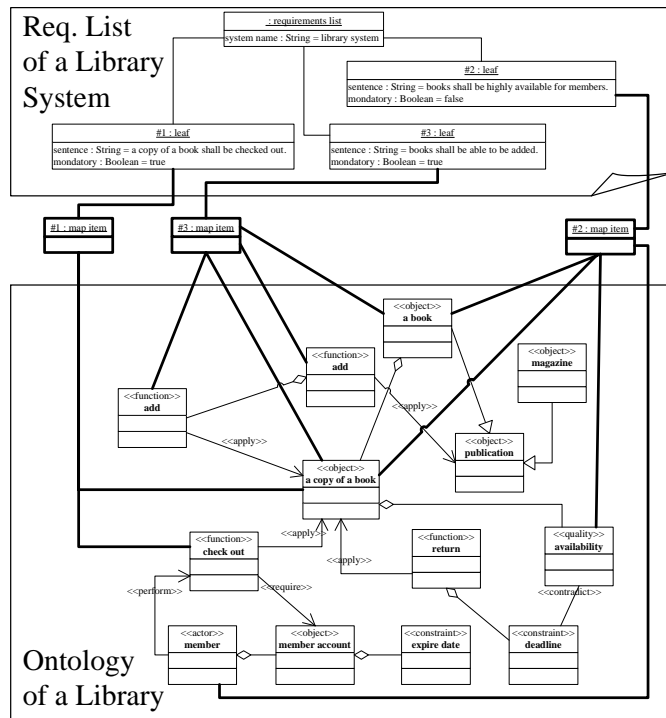 Req. List
of a Library
System
: requirements list
system name : String = library system
#2 : leaf
sentence : String = books shall be highly available for members.
mondatory : Boolean = false
#1 : leaf
sentence : String = a copy of a book shall be checked out.
mondatory : Boolean = true
#3 : leaf
sentence : String = books shall be able to be added.
mondatory : Boolean = true
#1 : map item
#3 : map item
#2 : map item
<<object>>
a book
<<function>>
add
<<object>>
magazine
<<function>>
add
<<apply>>
<<object>>
publication
<<apply>>
<<object>>
a copy of a book
<<function>>
check out
<<apply>>
<<apply>>
<<function>>
return
<<quality>>
availability
<<perform>>
<<require>>
<<contradict>>
<<actor>>
member
<<object>>
member account
<<constraint>>
expire date
<<constraint>>
deadline
Ontology
of a Library